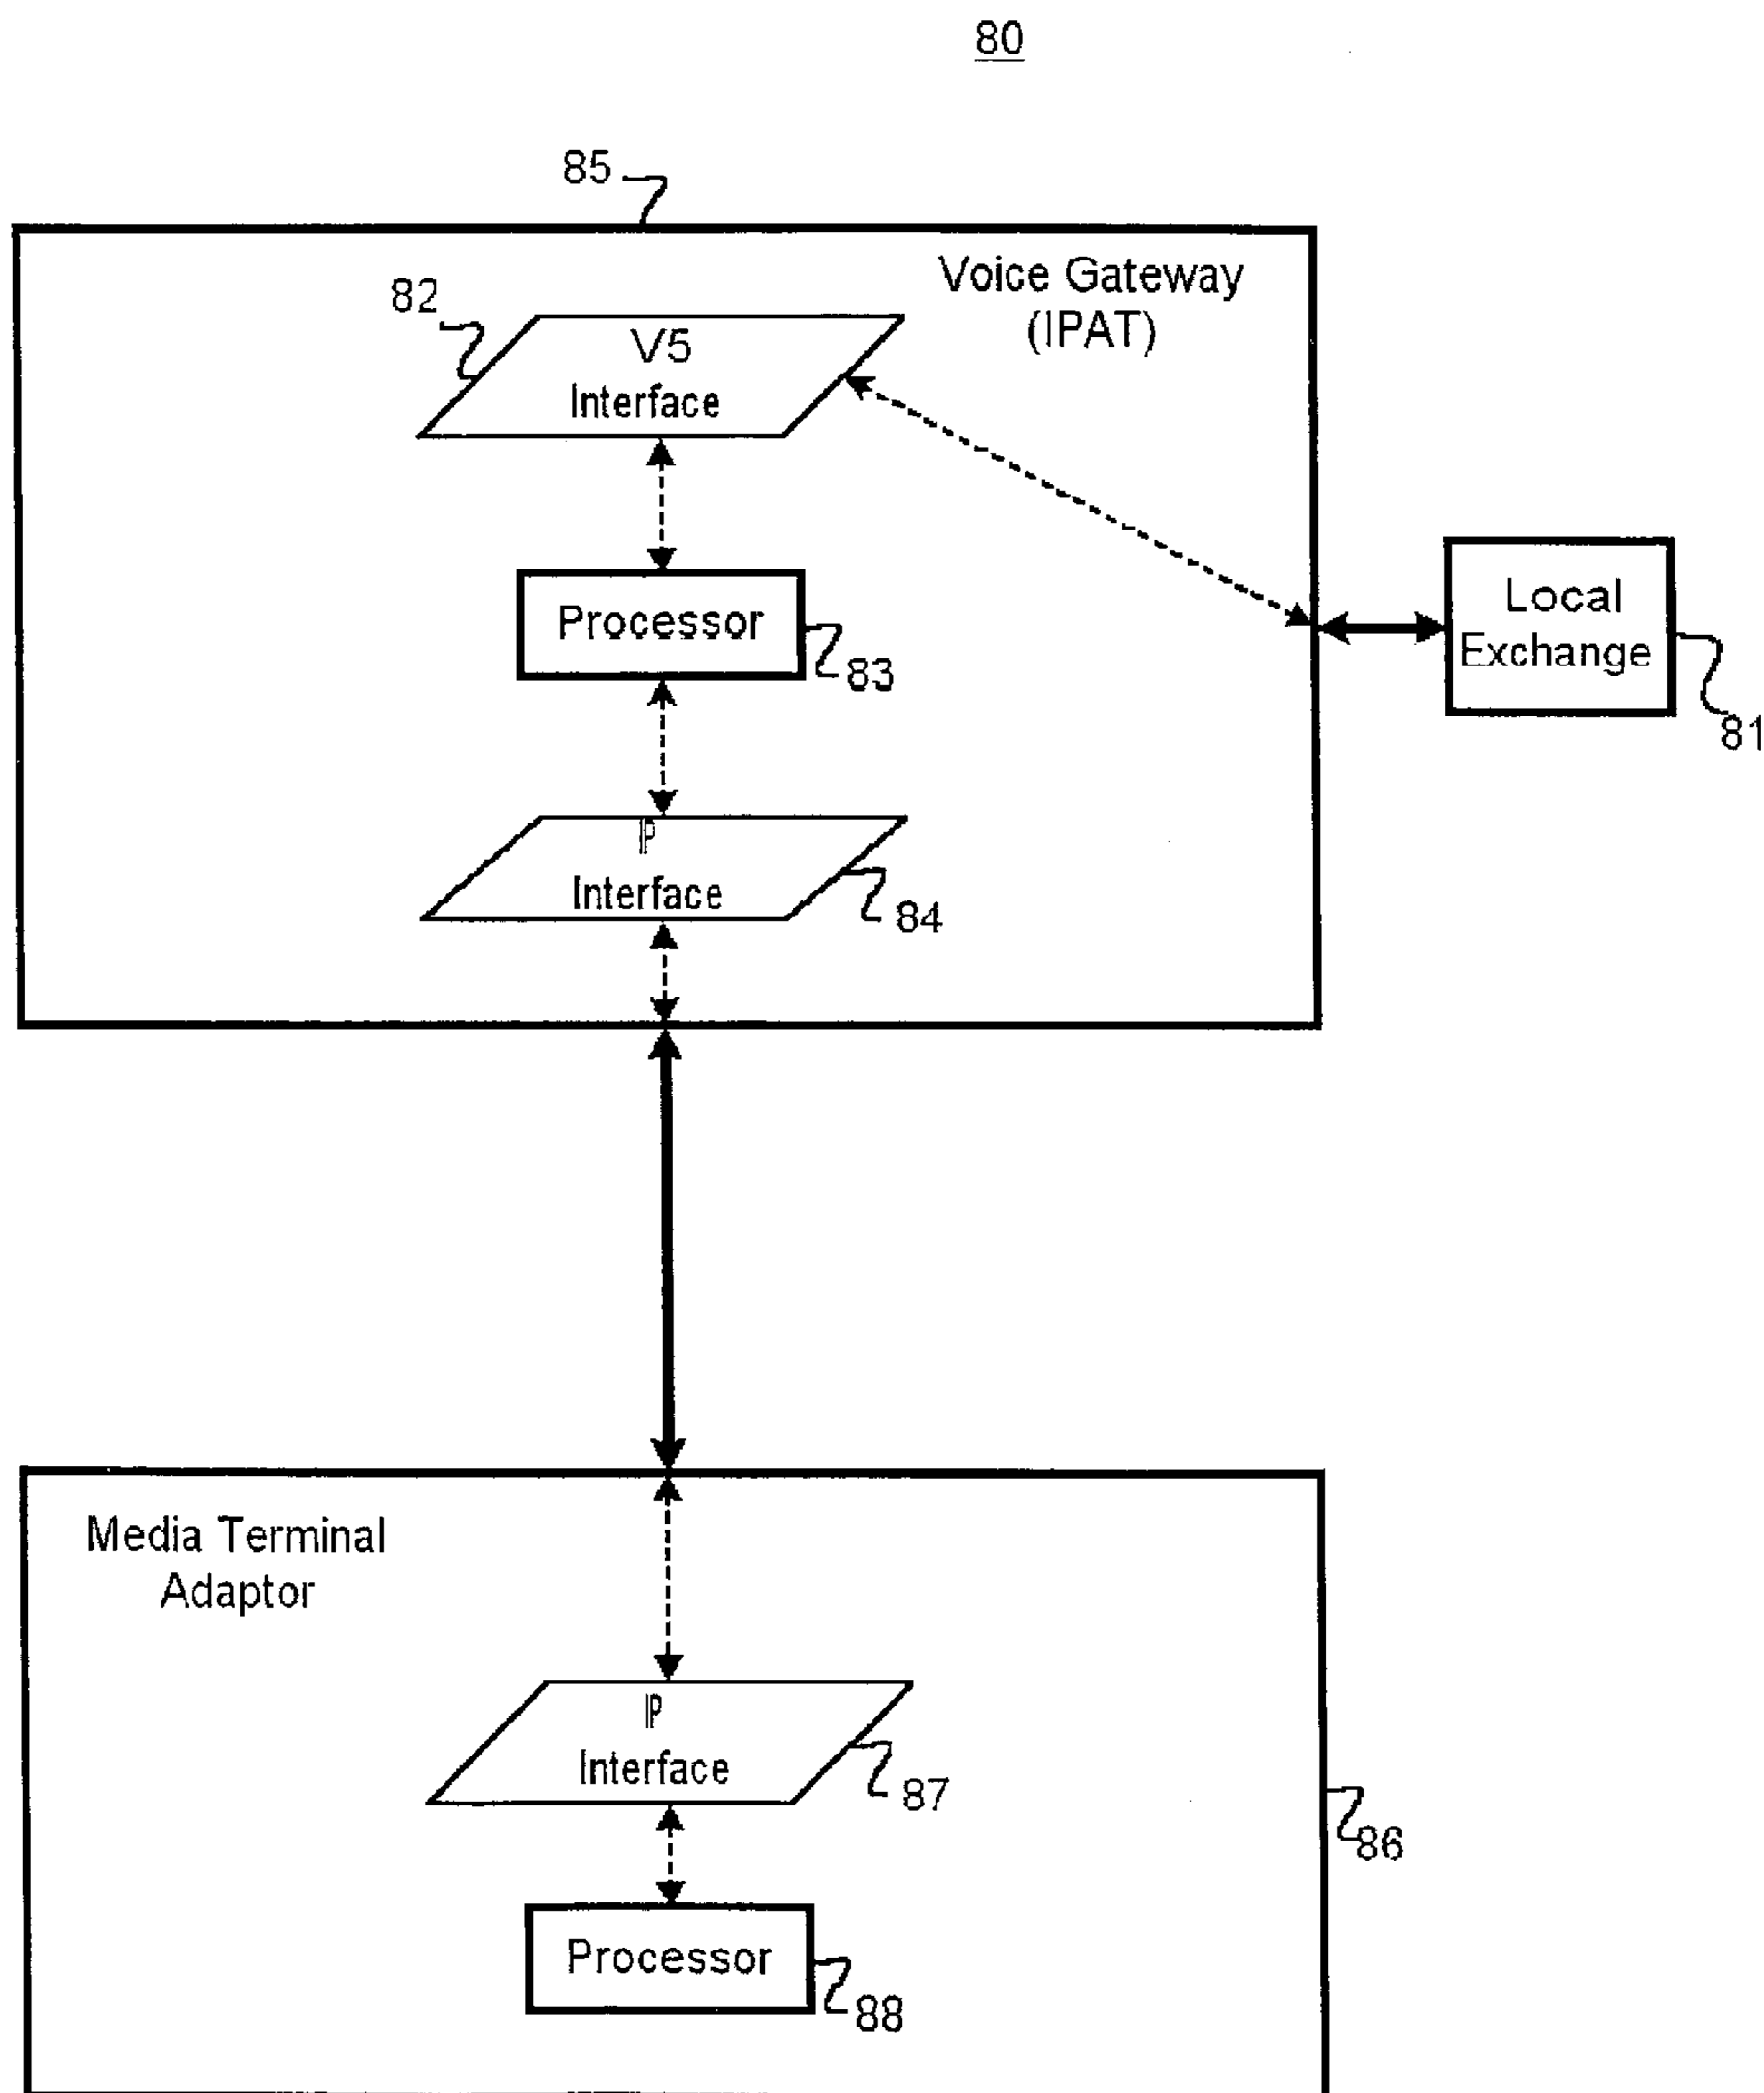 80
85
Voice Gateway
(IPAT)
82
V5
Interface
Processor
83
Local
Exchange
81
IP
Interface
84
Media Terminal
Adaptor
IP
Interface
87
86
Processor
88